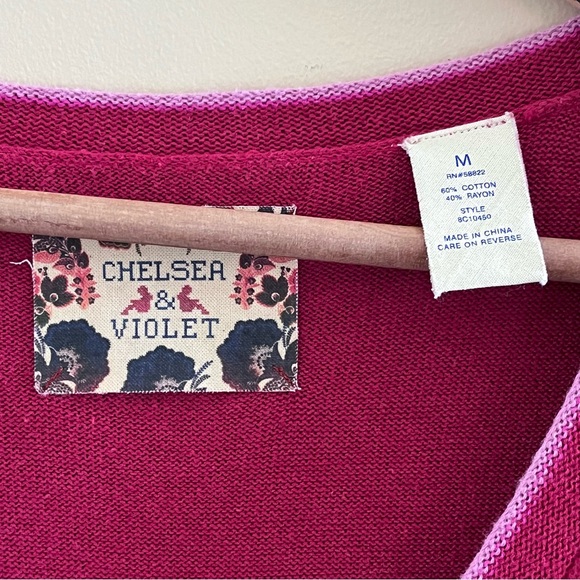 CHELSEA
&
VIOLET
M
RN#58822
60% COTTON
40% RAYON
STYLE
8C10450
MADE IN CHINA
CARE ON REVERSE